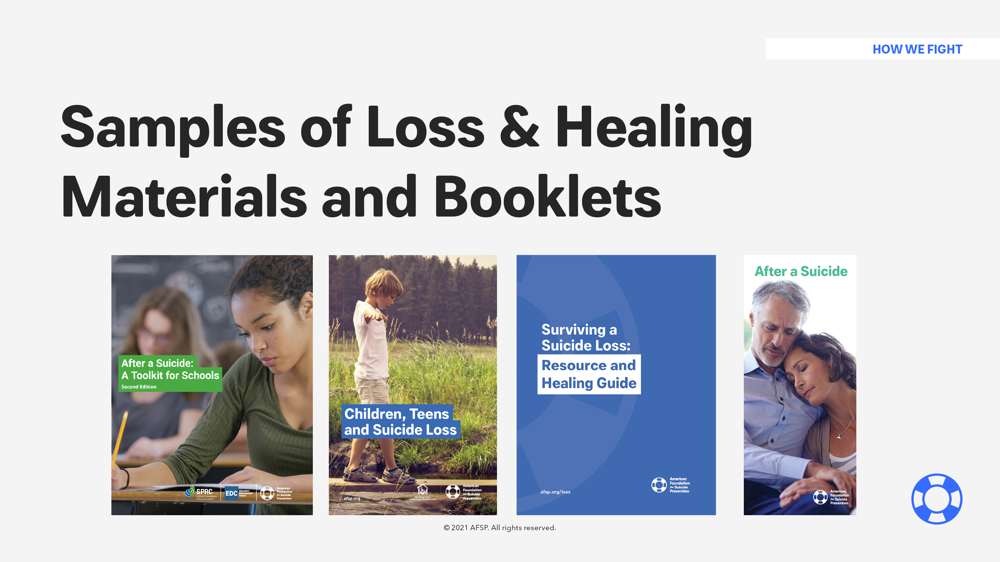 HOW WE FIGHT
Samples of Loss & Healing
Materials and Booklets
After a Suicide:
A Toolkit for Schools
Second Edition
SPRC
Suicide Prevention
Resource Center
EDC
Education
Development
Center
American
Foundation
for Suicide
Prevention
Children, Teens
and Suicide Loss
afsp.org
The Dougy Center
American
Foundation
for Suicide
Prevention
Surviving a
Suicide Loss:
Resource and
Healing Guide
afsp.org/loss
American
Foundation
for Suicide
Prevention
After a Suicide
American
Foundation
for Suicide
Prevention
© 2021 AFSP. All rights reserved.